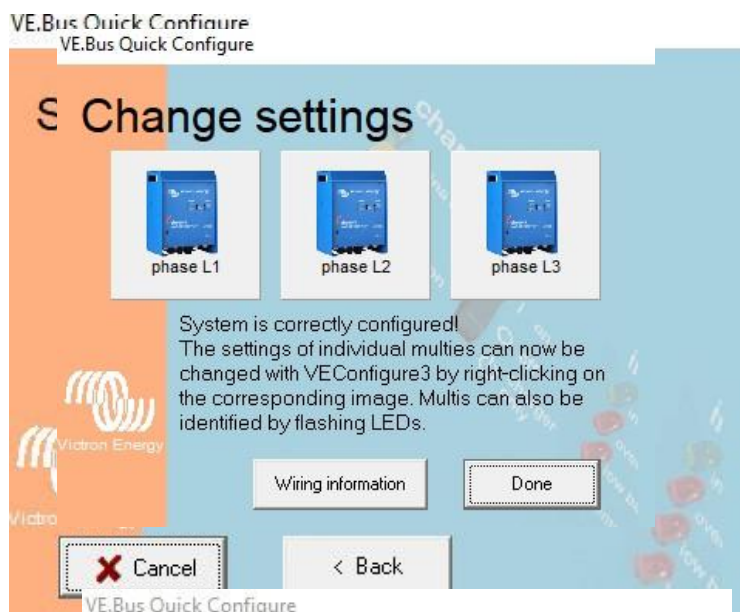 VE.Bus Quick Configure
VE.Bus Quick Configure
S
Change settings
phase L1
phase L2
phase L3
System is correctly configured!
The settings of individual multies can now be
changed with VEConfigure3 by right-clicking on
the corresponding image. Multis can also be
identified by flashing LEDs.
Victron Energy
Wiring information
Done
Victro
Cancel
< Back
VE.Bus Quick Configure